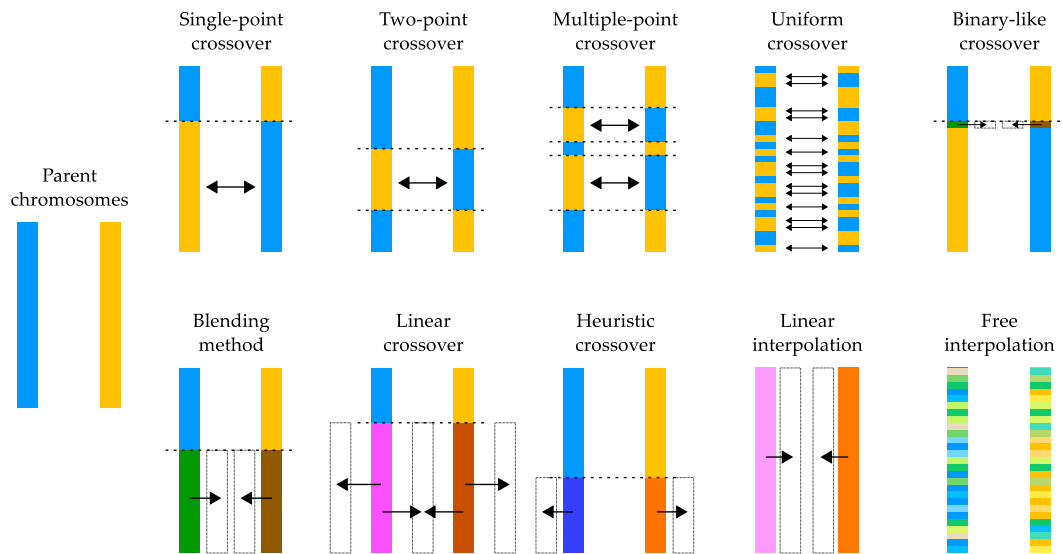 Single-point
crossover
Two-point
crossover
Multiple-point
crossover
Uniform
crossover
Binary-like
crossover
Parent
chromosomes
Blending
method
Linear
crossover
Heuristic
crossover
Linear
interpolation
Free
interpolation